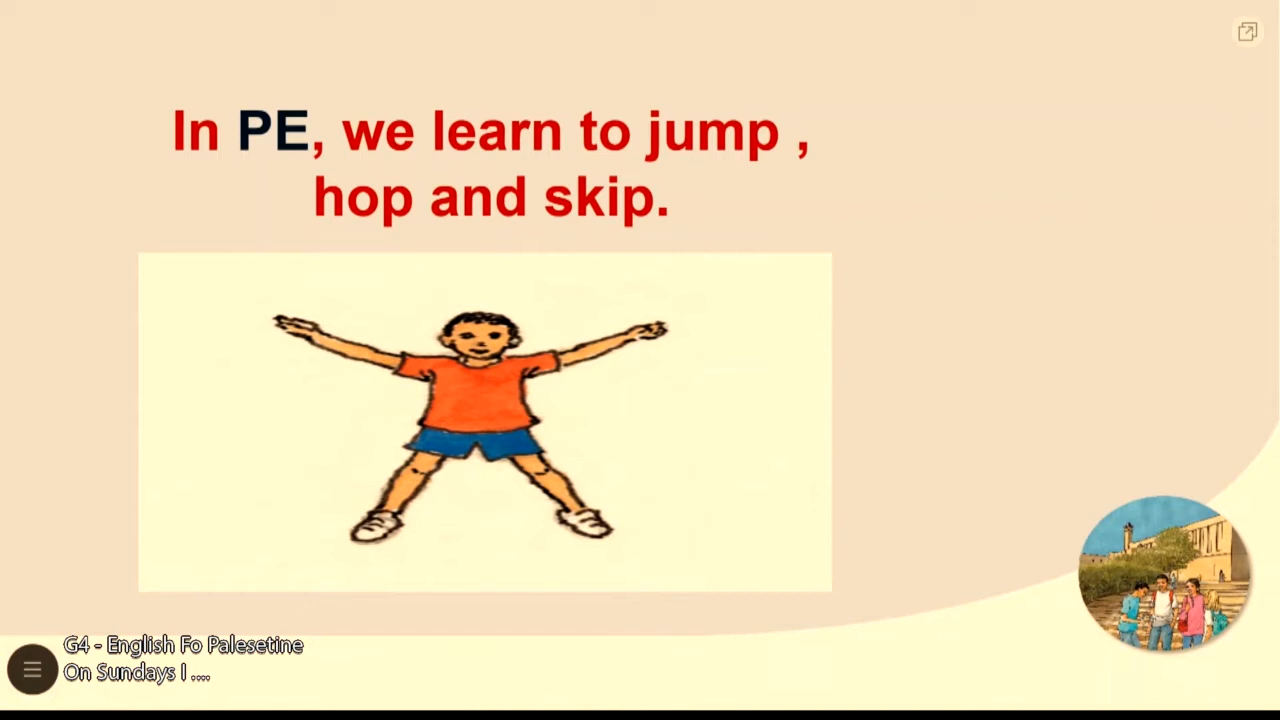 In PE, we learn to jump ,
hop and skip.
G4 - English Fo Palesetine
On Sundays I ....